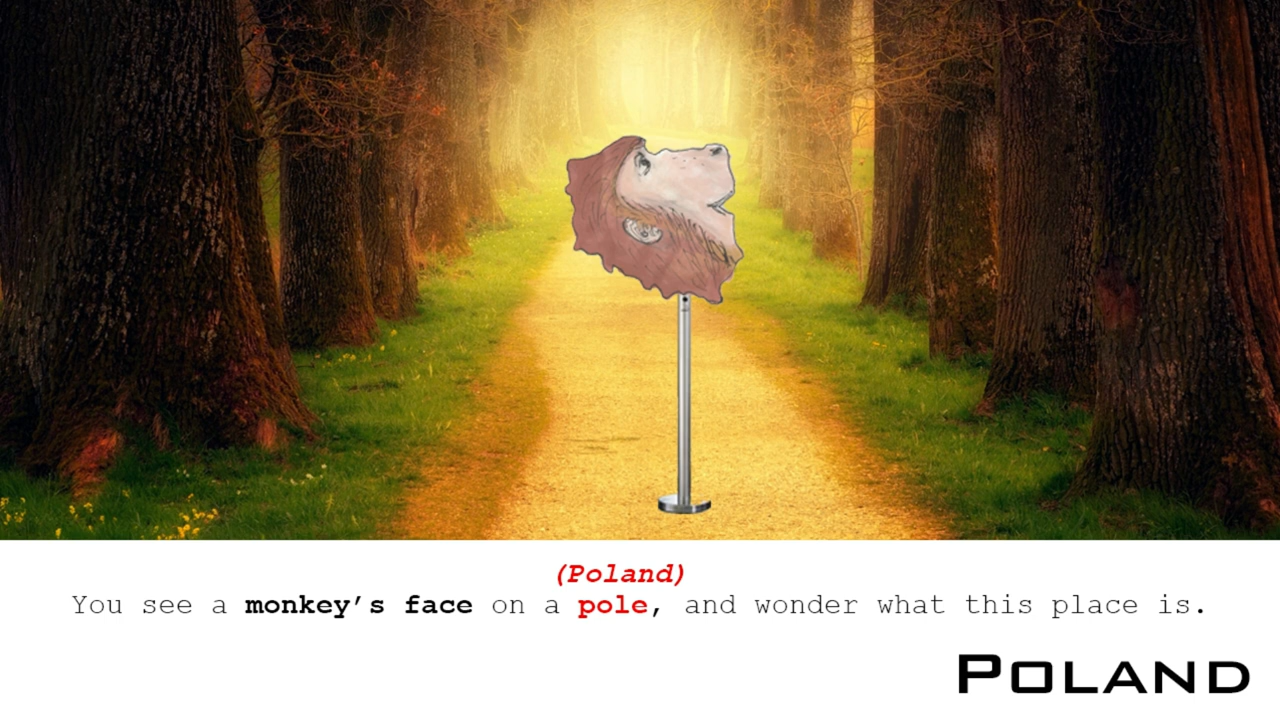 (Poland)
You see a monkey’s face on a pole, and wonder what this place is.
Poland